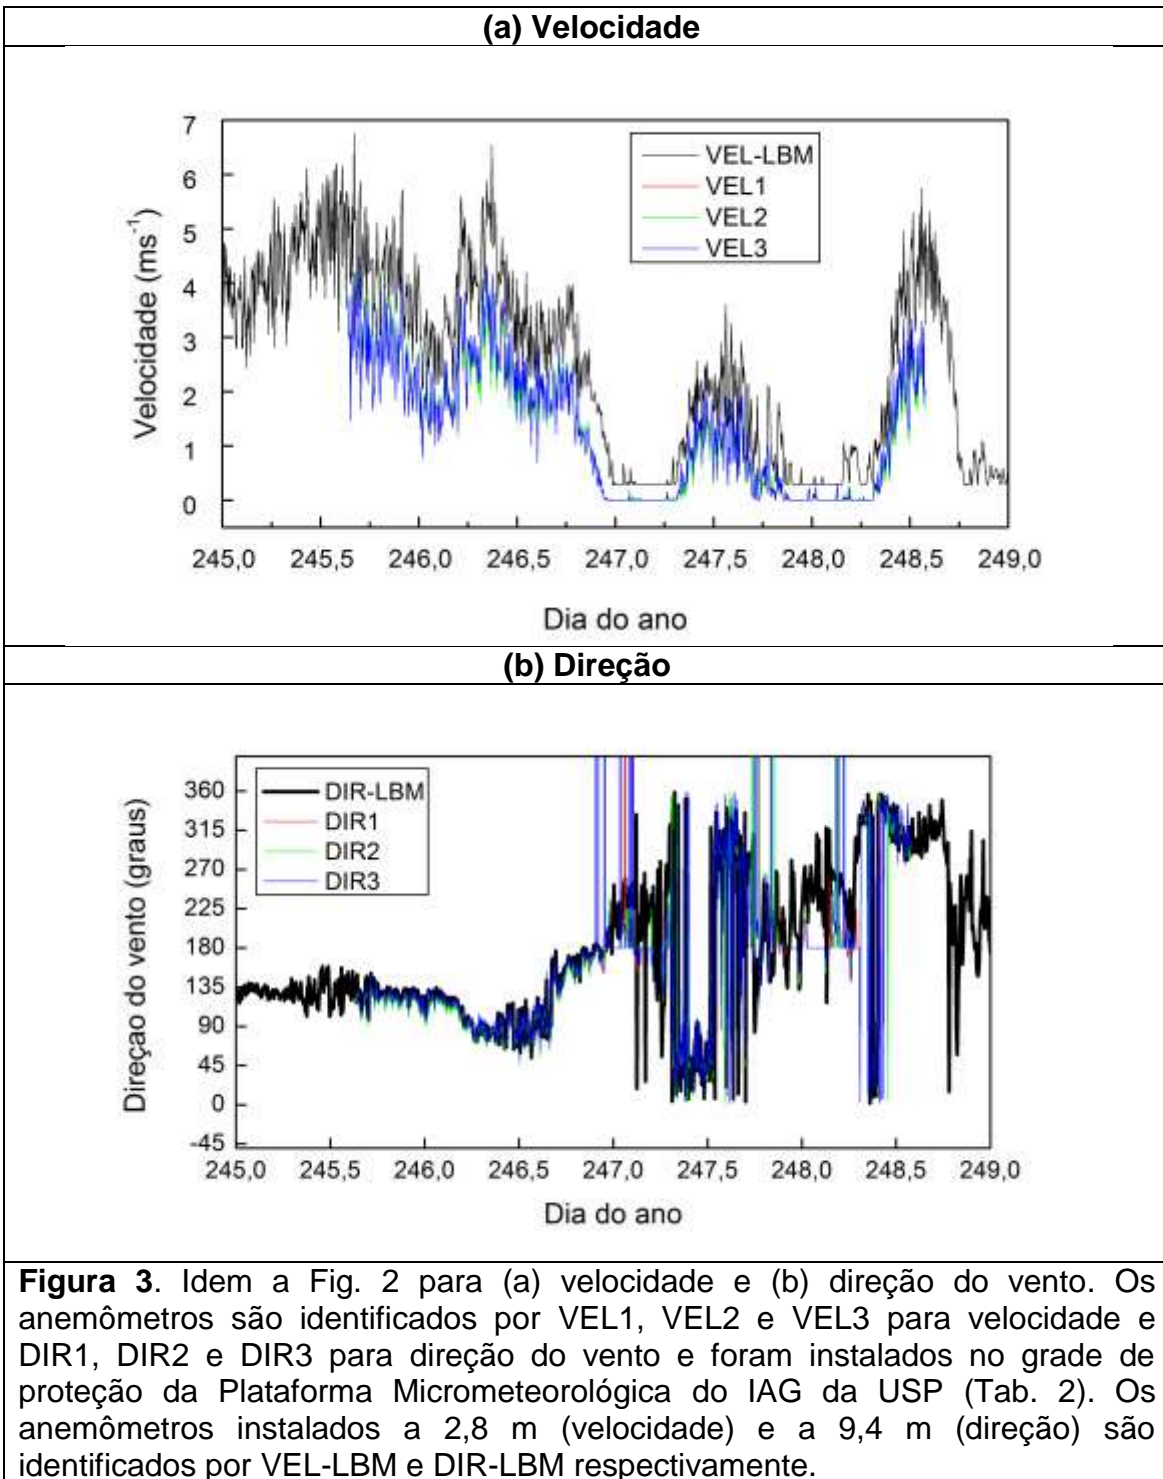 (a) Velocidade
7
6
5
4
3
2
1
0
Velocidade (ms⁻¹)
VEL-LBM
VEL1
VEL2
VEL3
245,0 245,5 246,0 246,5 247,0 247,5 248,0 248,5 249,0
Dia do ano
(b) Direção
360
315
270
225
180
135
90
45
0
-45
Direçao do vento (graus)
DIR-LBM
DIR1
DIR2
DIR3
245,0 245,5 246,0 246,5 247,0 247,5 248,0 248,5 249,0
Dia do ano
Figura 3. Idem a Fig. 2 para (a) velocidade e (b) direção do vento. Os
anemômetros são identificados por VEL1, VEL2 e VEL3 para velocidade e
DIR1, DIR2 e DIR3 para direção do vento e foram instalados no grade de
proteção da Plataforma Micrometeorológica do IAG da USP (Tab. 2). Os
anemômetros instalados a 2,8 m (velocidade) e a 9,4 m (direção) são
identificados por VEL-LBM e DIR-LBM respectivamente.